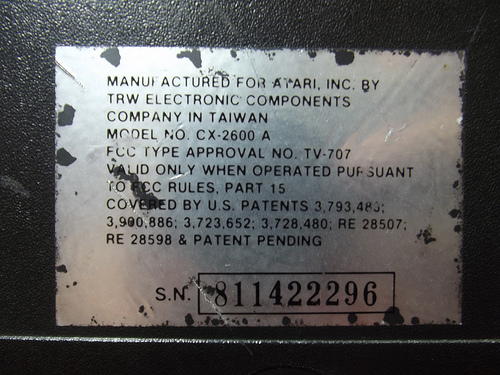 MANUFACTURED FOR ATARI, INC. BY
TRW ELECTRONIC COMPONENTS
COMPANY IN TAIWAN
MODEL NO. CX-2600 A
FCC TYPE APPROVAL NO. TV-707
VALID ONLY WHEN OPERATED PURSUANT
TO FCC RULES, PART 15
COVERED BY U.S. PATENTS 3,793,483;
3,900,886; 3,723,652; 3,728,480; RE 28507;
RE 28598 & PATENT PENDING
S.N. 811422296